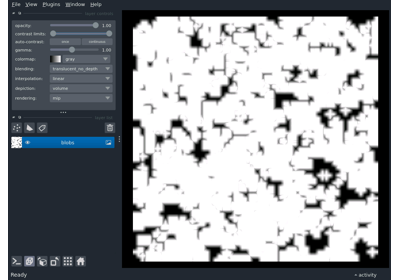 File View Plugins Window Help
opacity: 1.00
contrast limits:
auto-contrast: once continuous
gamma: 1.00
colormap: gray
blending: translucent_no_depth
interpolation: linear
depiction: volume
rendering: mip
blobs
Ready
activity